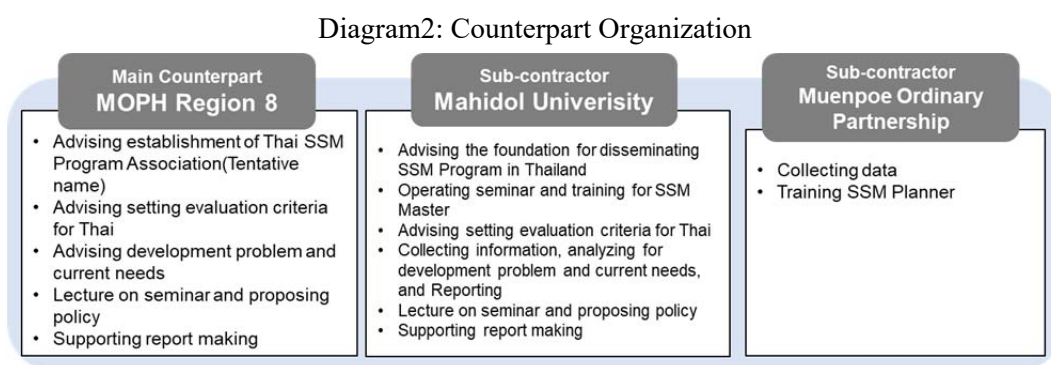 Diagram2: Counterpart Organization
Main Counterpart
MOPH Region 8
• Advising establishment of Thai SSM
Program Association(Tentative
name)
• Advising setting evaluation criteria
for Thai
• Advising development problem and
current needs
• Lecture on seminar and proposing
policy
• Supporting report making
Sub-contractor
Mahidol Univerisity
• Advising the foundation for disseminating
SSM Program in Thailand
• Operating seminar and training for SSM
Master
• Advising setting evaluation criteria for Thai
• Collecting information, analyzing for
development problem and current needs,
and Reporting
• Lecture on seminar and proposing policy
• Supporting report making
Sub-contractor
Muenpoe Ordinary
Partnership
• Collecting data
• Training SSM Planner